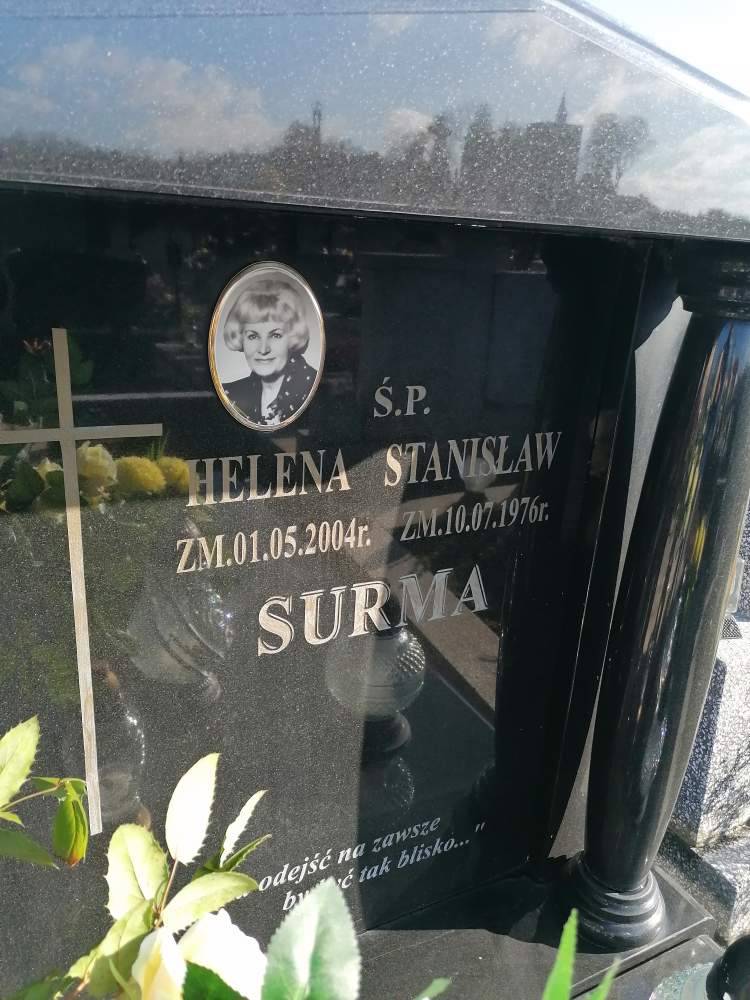 Ś.P.
HELENA STANISŁAW
ZM.01.05.2004r. ZM.10.07.1976r.
SURMA
odejść na zawsze
tak blisko..."